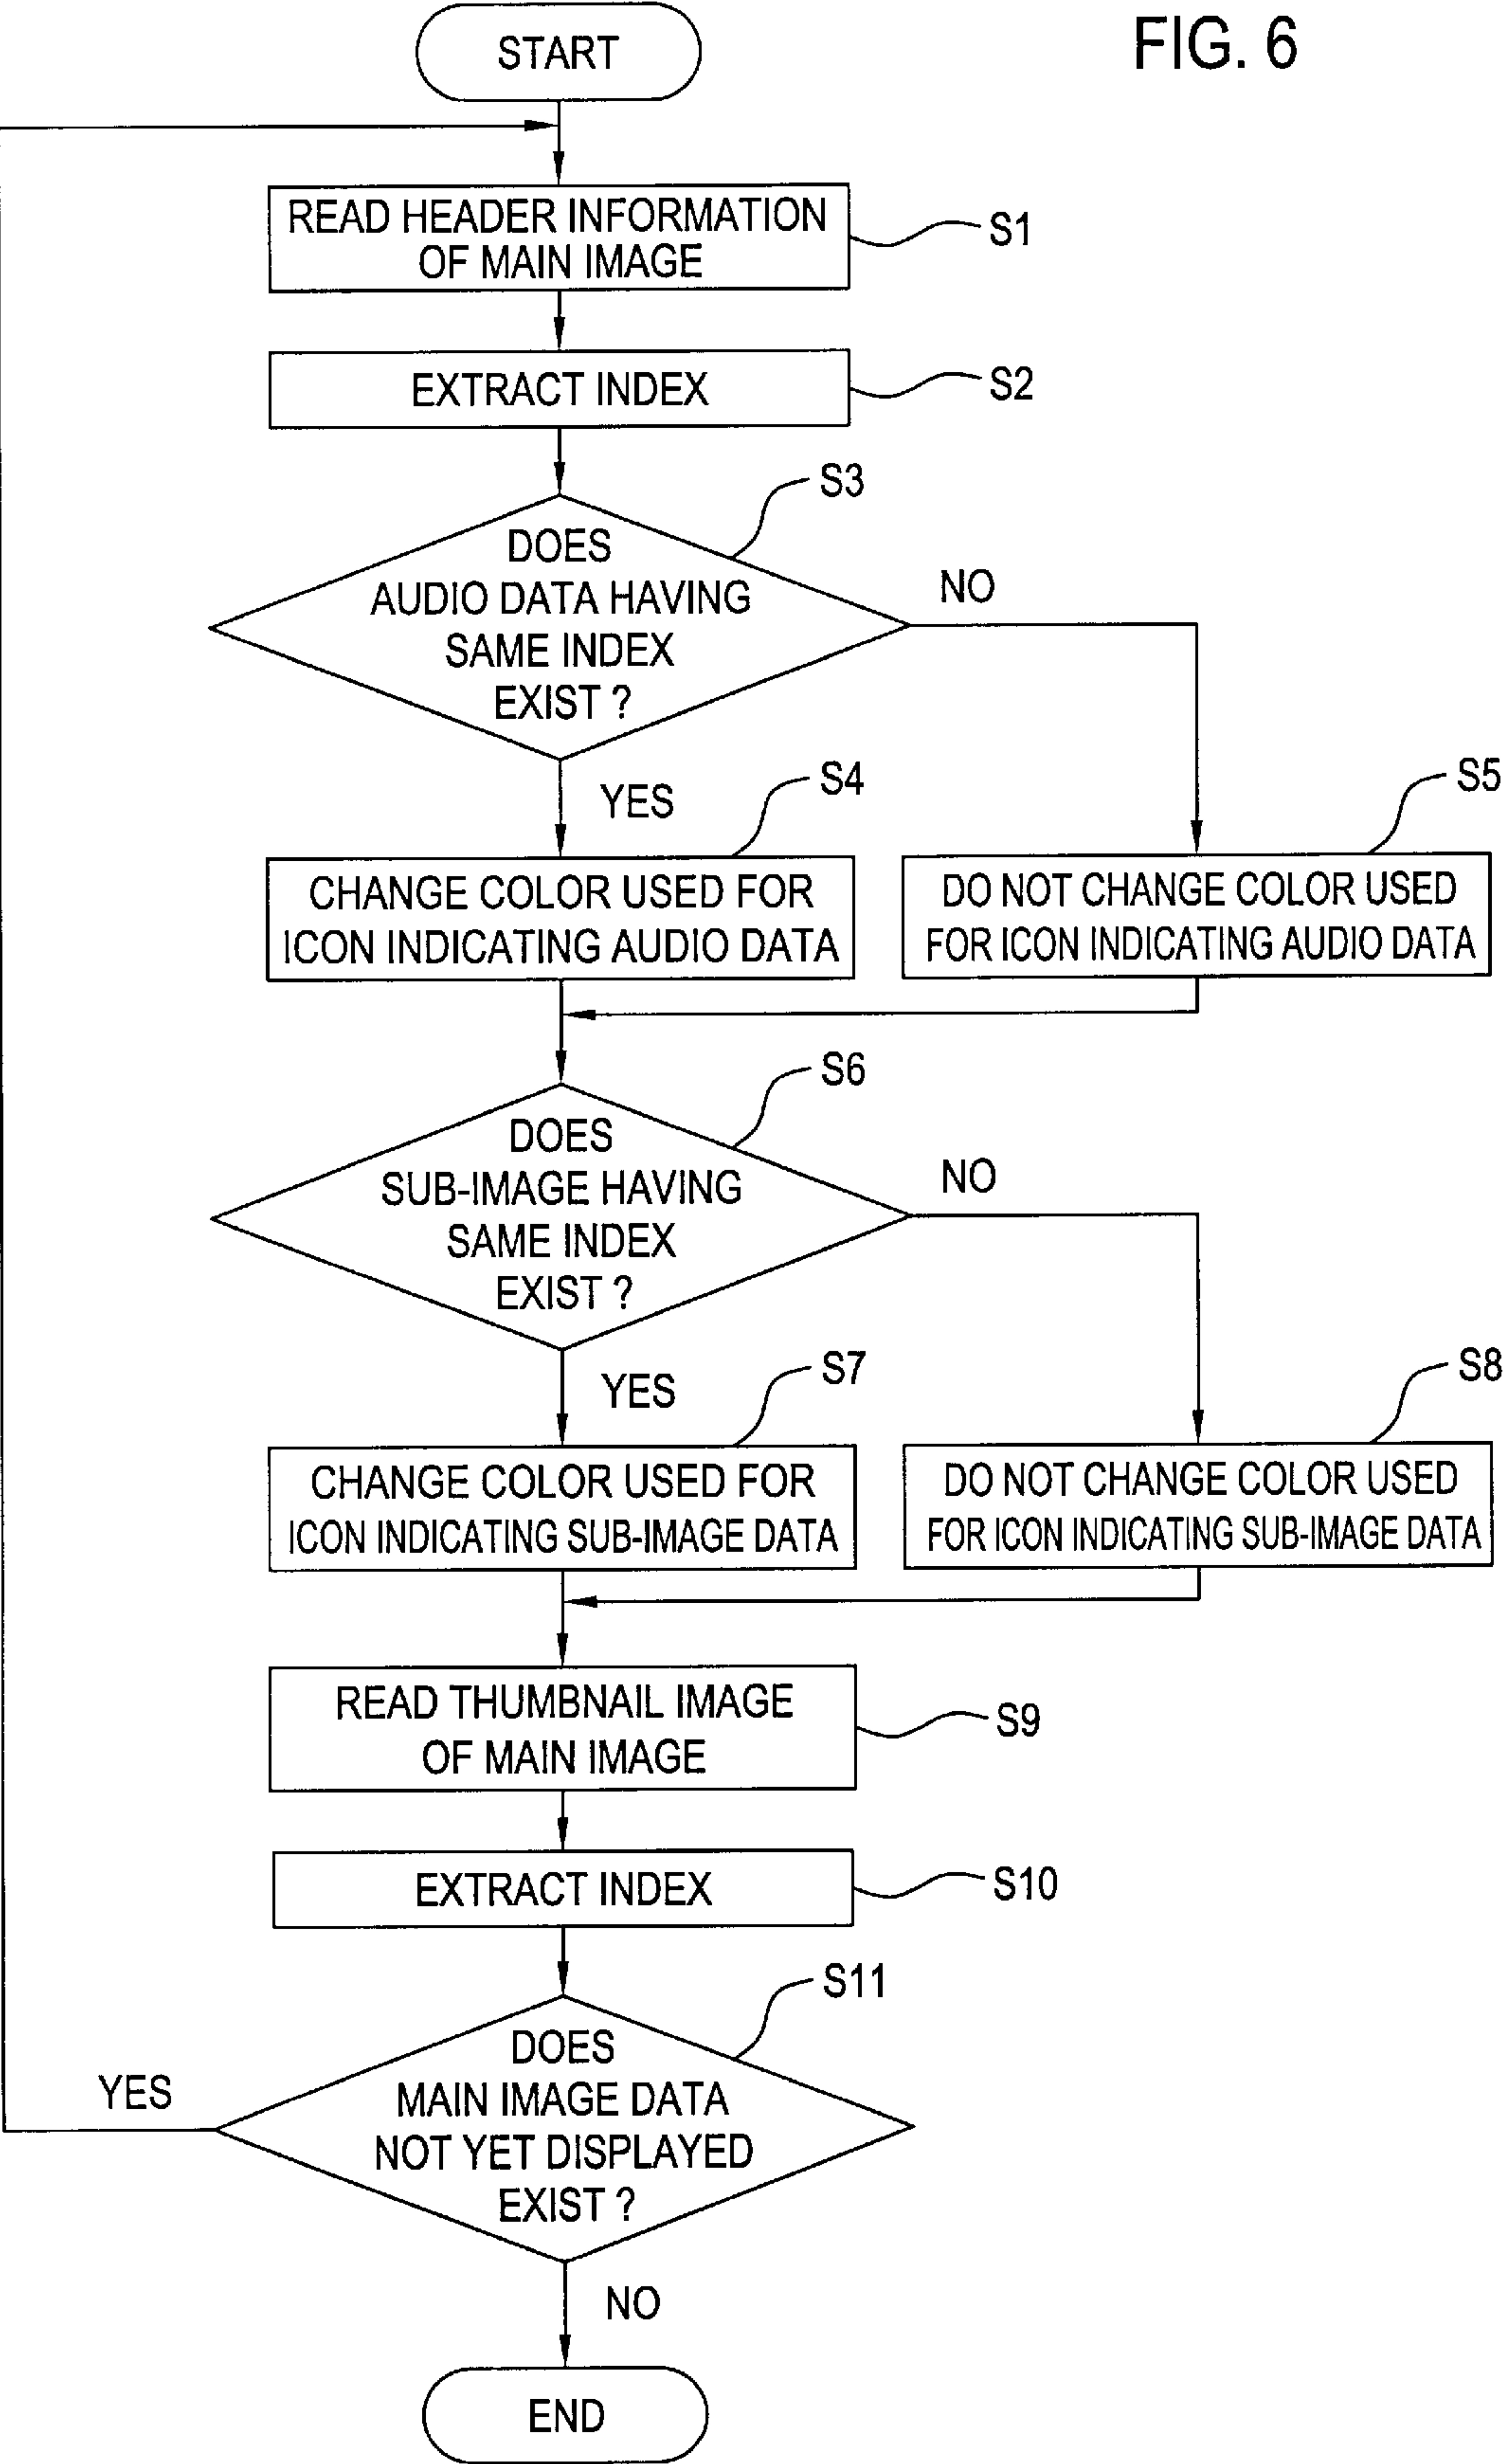 FIG. 6
START
READ HEADER INFORMATION
OF MAIN IMAGE
S1
EXTRACT INDEX
S2
S3
DOES
AUDIO DATA HAVING
SAME INDEX
EXIST ?
NO
YES
S4
S5
CHANGE COLOR USED FOR
ICON INDICATING AUDIO DATA
DO NOT CHANGE COLOR USED
FOR ICON INDICATING AUDIO DATA
S6
DOES
SUB-IMAGE HAVING
SAME INDEX
EXIST ?
NO
YES
S7
S8
CHANGE COLOR USED FOR
ICON INDICATING SUB-IMAGE DATA
DO NOT CHANGE COLOR USED
FOR ICON INDICATING SUB-IMAGE DATA
READ THUMBNAIL IMAGE
OF MAIN IMAGE
S9
EXTRACT INDEX
S10
S11
DOES
MAIN IMAGE DATA
NOT YET DISPLAYED
EXIST ?
YES
NO
END